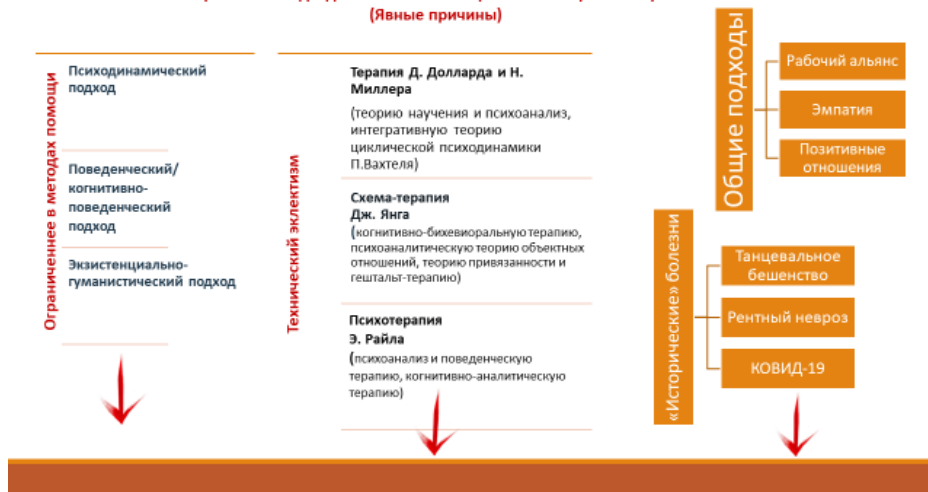 (Явные причины)
Ограниченнее в методах помощи
Психодинамический
подход
Поведенческий/
когнитивно-
поведенческий
подход
Экзистенциально-
гуманистический подход
Технический эклектизм
Терапия Д. Долларда и Н.
Миллера
(теорию научения и психоанализ,
интегративную теорию
циклической психодинамики
П.Вахтеля)
Схема-терапия
Дж. Янга
(когнитивно-бихевиоральную терапию,
психоаналитическую теорию объектных
отношений, теорию привязанности и
гештальт-терапию)
Психотерапия
Э. Райла
(психоанализ и поведенческую
терапию, когнитивно-аналитическую
терапию)
Общие подходы
Рабочий альянс
Эмпатия
Позитивные
отношения
«Исторические» болезни
Танцевальное
бешенство
Рентный невроз
КОВИД-19